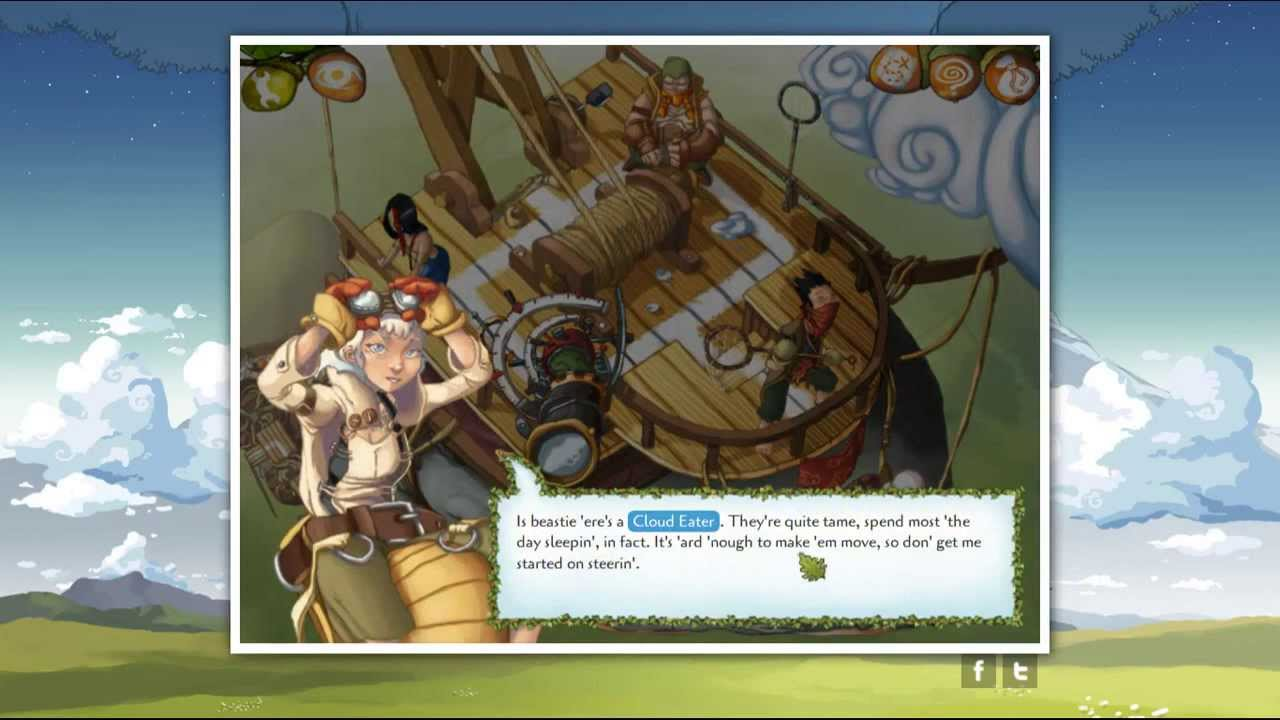 Is beastie 'ere's a Cloud Eater. They're quite tame, spend most 'the
day sleepin', in fact. It's 'ard 'nough to make 'em move, so don' get me
started on steerin'.
f t